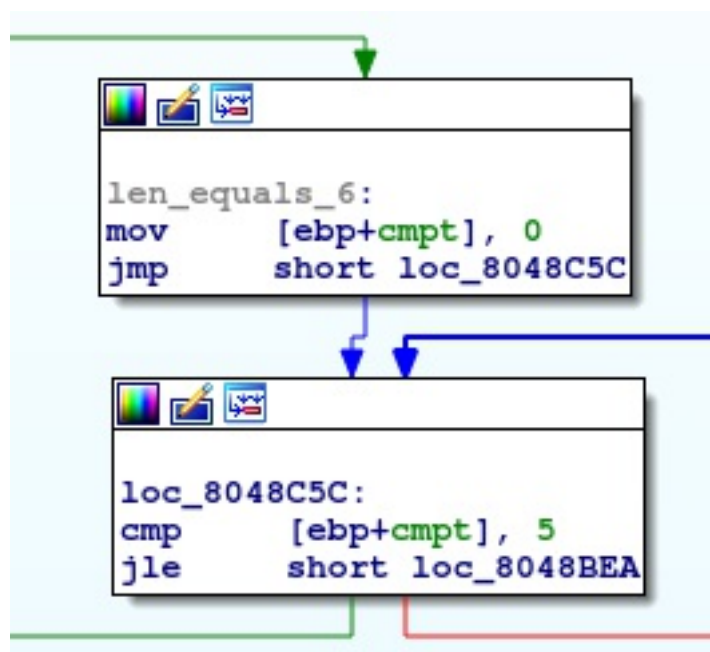 len_equals_6:
mov [ebp+cmpt], 0
jmp short loc_8048C5C
loc_8048C5C:
cmp [ebp+cmpt], 5
jle short loc_8048BEA